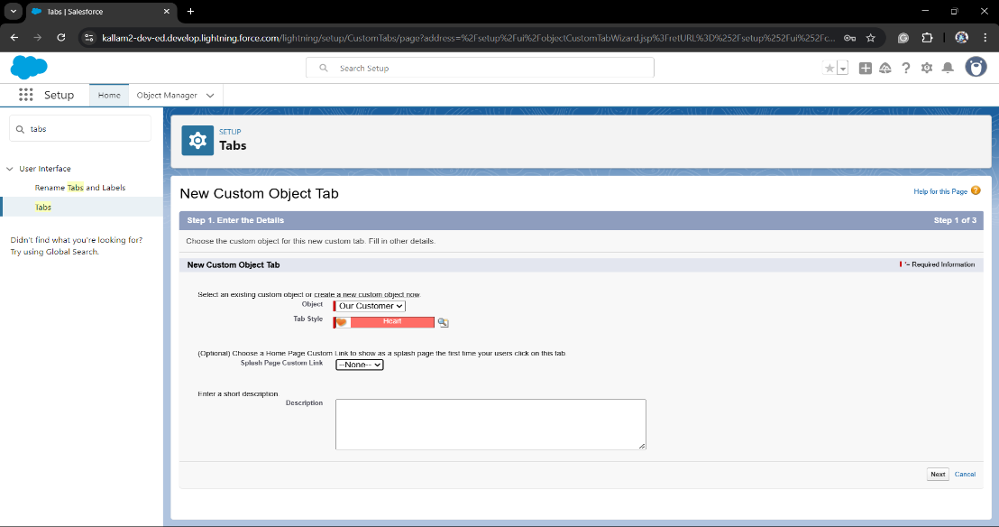 Tabs | Salesforce
kallam2-dev-ed.develop.lightning.force.com/lightning/setup/CustomTabs/page?address=%2Fsetup%2Fui%2FobjectCustomTabWizard.jsp%3FretURL%3D%252Fsetup%252Fui%252Fc...
Search Setup
Setup
Home
Object Manager
tabs
User Interface
Rename Tabs and Labels
Tabs
Didn't find what you're looking for?
Try using Global Search.
SETUP
Tabs
New Custom Object Tab
Help for this Page
Step 1. Enter the Details
Step 1 of 3
Choose the custom object for this new custom tab. Fill in other details.
New Custom Object Tab
= Required Information
Select an existing custom object or create a new custom object now.
Object
Our Customer
Tab Style
Heart
(Optional) Choose a Home Page Custom Link to show as a splash page the first time your users click on this tab.
Splash Page Custom Link
--None--
Enter a short description.
Description
Next
Cancel